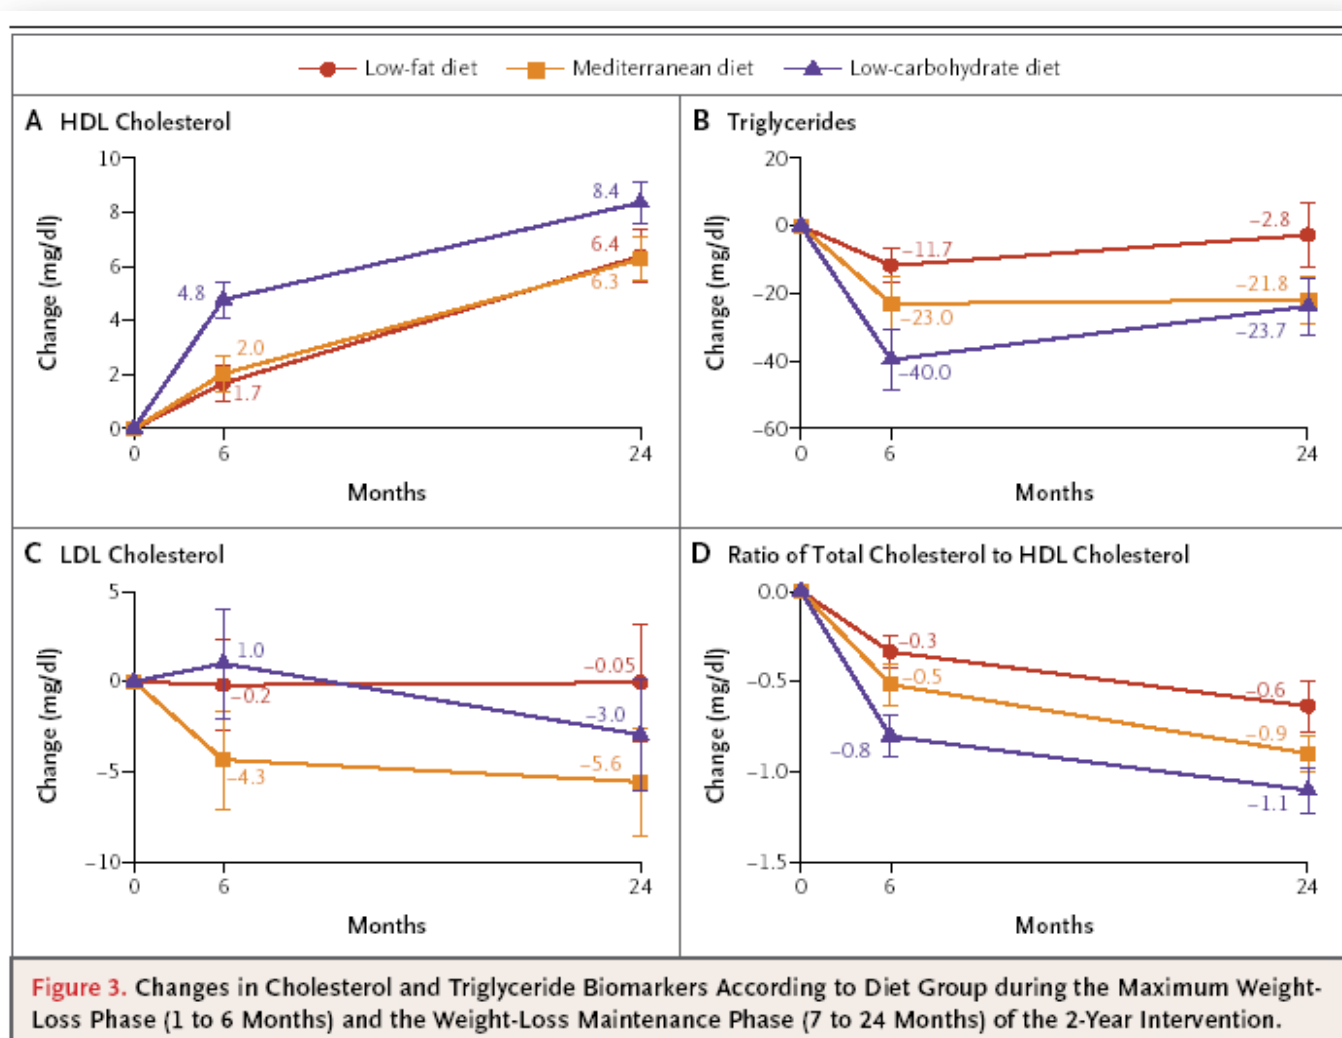 Low-fat diet Mediterranean diet Low-carbohydrate diet
A HDL Cholesterol
10
8
6
4
2
0
Change (mg/dl)
4.8
2.0
1.7
8.4
6.4
6.3
0 6 24
Months
B Triglycerides
20
0
−20
−40
−60
Change (mg/dl)
−11.7
−23.0
−40.0
−2.8
−21.8
−23.7
0 6 24
Months
C LDL Cholesterol
5
0
−5
−10
Change (mg/dl)
1.0
−0.2
−4.3
−0.05
−3.0
−5.6
0 6 24
Months
D Ratio of Total Cholesterol to HDL Cholesterol
0.0
−0.5
−1.0
−1.5
Change (mg/dl)
−0.3
−0.5
−0.8
−0.6
−0.9
−1.1
0 6 24
Months
Figure 3. Changes in Cholesterol and Triglyceride Biomarkers According to Diet Group during the Maximum Weight-
Loss Phase (1 to 6 Months) and the Weight-Loss Maintenance Phase (7 to 24 Months) of the 2-Year Intervention.